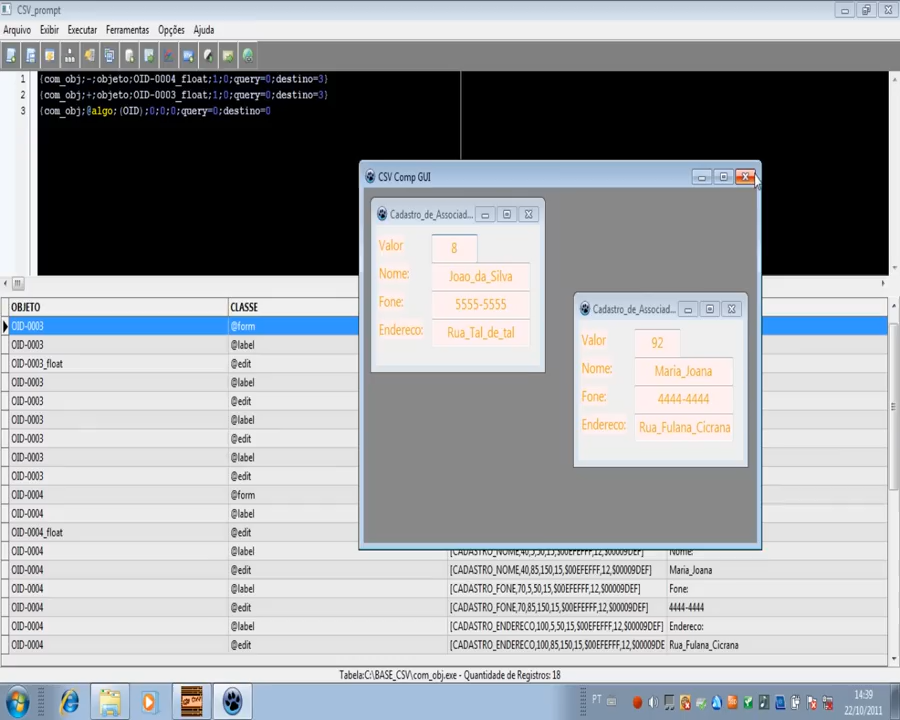 CSV_prompt
Arquivo Exibir Executar Ferramentas Opções Ajuda
1 {com_obj;-;objeto;OID-0004_float;1;0;query=0;destino=3}
2 {com_obj;+;objeto;OID-0003_float;1;0;query=0;destino=3}
3 {com_obj;@algo;(OID);0;0;0;query=0;destino=0
CSV Comp GUI
Cadastro_de_Associad...
Valor 8
Nome: Joao_da_Silva
Fone: 5555-5555
Endereco: Rua_Tal_de_tal
Cadastro_de_Associad...
Valor 92
Nome: Maria_Joana
Fone: 4444-4444
Endereco: Rua_Fulana_Cicrana
OBJETO CLASSE
OID-0003 @form
OID-0003 @label
OID-0003_float @edit
OID-0003 @label
OID-0003 @edit
OID-0003 @label
OID-0003 @edit
OID-0003 @label
OID-0003 @edit
OID-0004 @form
OID-0004 @label
OID-0004_float @edit
OID-0004 @label [CADASTRO_NOME,40,5,50,15,$00EFEFFF,12,$00009DEF] Nome:
OID-0004 @edit [CADASTRO_NOME,40,85,150,15,$00EFEFFF,12,$00009DEF] Maria_Joana
OID-0004 @label [CADASTRO_FONE,70,5,50,15,$00EFEFFF,12,$00009DEF] Fone:
OID-0004 @edit [CADASTRO_FONE,70,85,150,15,$00EFEFFF,12,$00009DEF] 4444-4444
OID-0004 @label [CADASTRO_ENDERECO,100,5,50,15,$00EFEFFF,12,$00009DEF] Endereco:
OID-0004 @edit [CADASTRO_ENDERECO,100,85,150,15,$00EFEFFF,12,$00009DE Rua_Fulana_Cicrana
Tabela:C:\BASE_CSV\com_obj.exe - Quantidade de Registros: 18
PT
14:39
22/10/2011